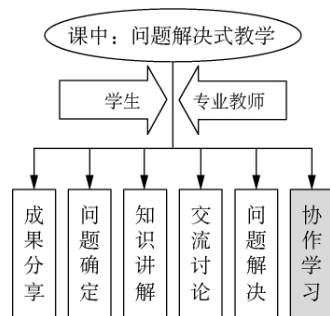 课中：问题解决式教学
学生
专业教师
成果分享
问题确定
知识讲解
交流讨论
问题解决
协作学习